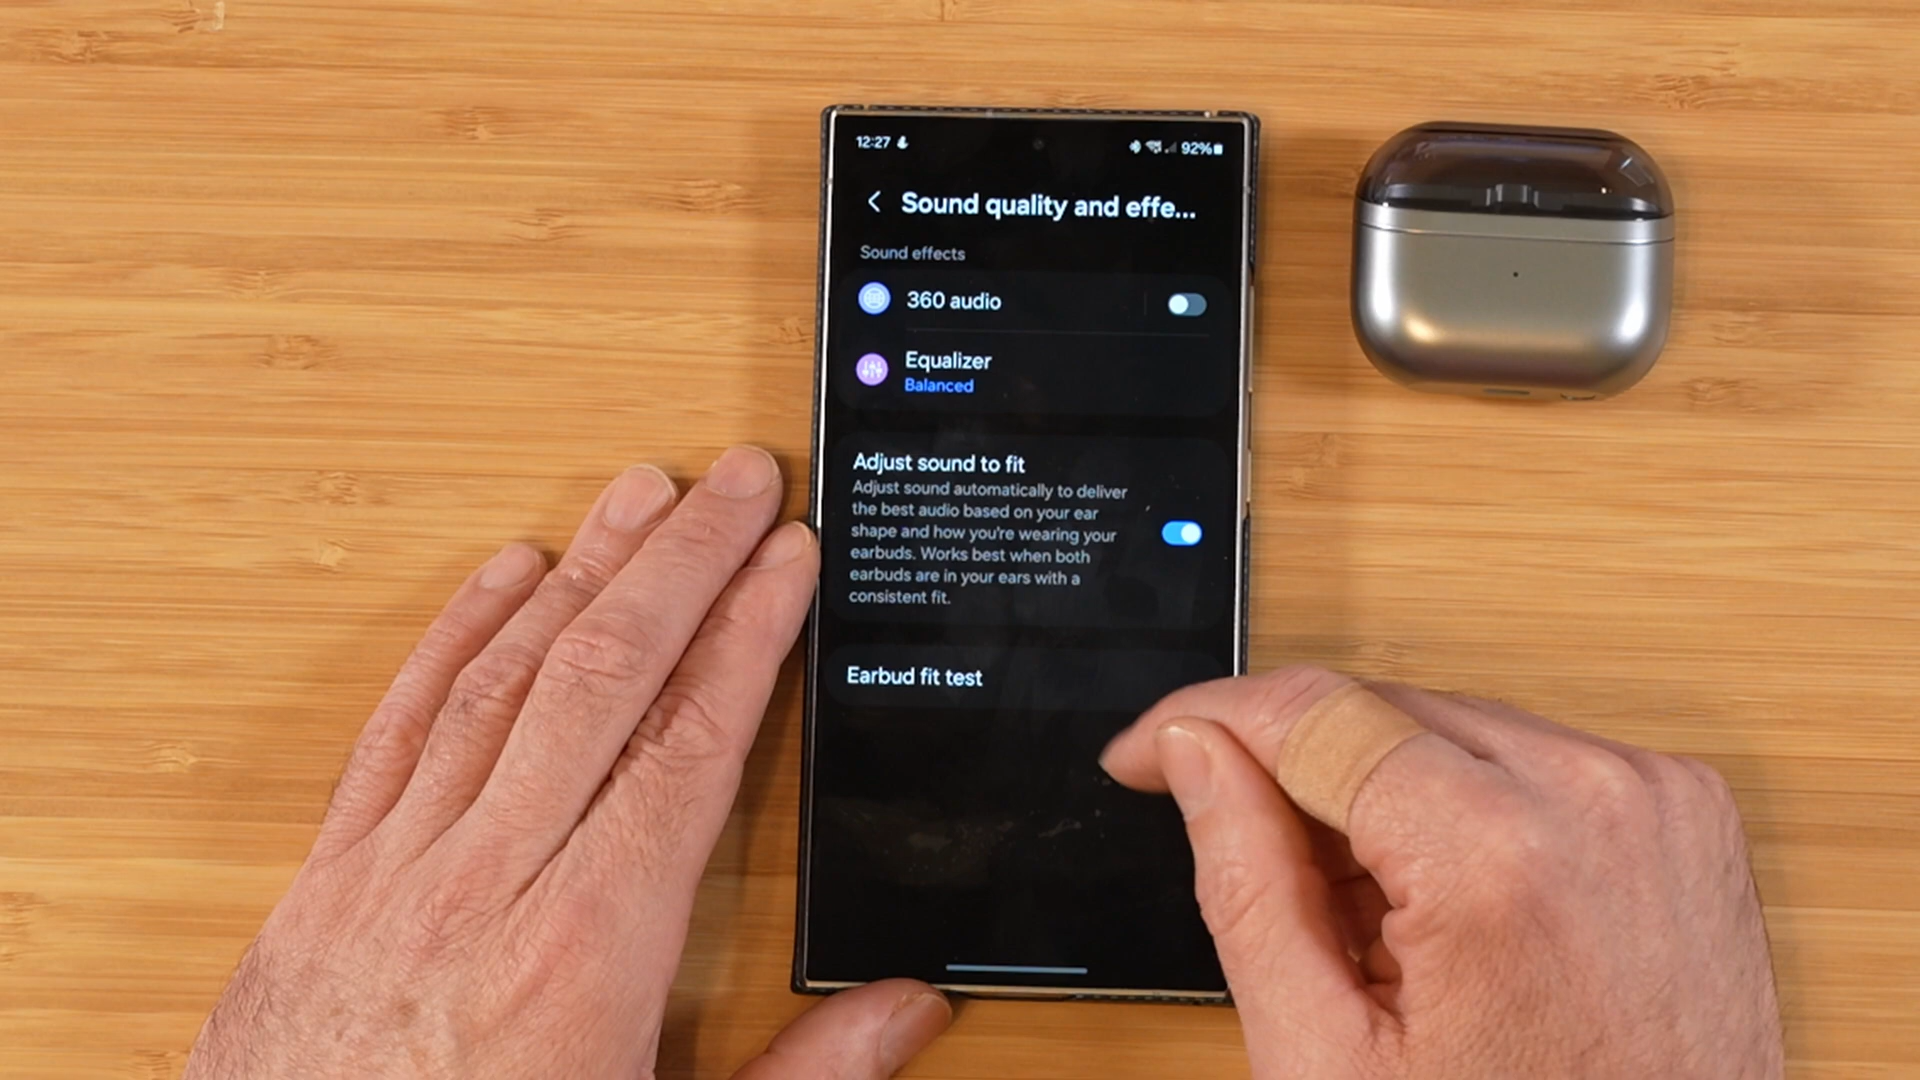 12:27
92%
Sound quality and effe...
Sound effects
360 audio
Equalizer
Balanced
Adjust sound to fit
Adjust sound automatically to deliver
the best audio based on your ear
shape and how you're wearing your
earbuds. Works best when both
earbuds are in your ears with a
consistent fit.
Earbud fit test